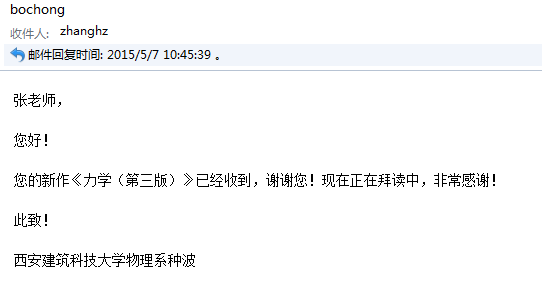 bochong
收件人: zhanghz
邮件回复时间: 2015/5/7 10:45:39 。
张老师，
您好！
您的新作《力学（第三版）》已经收到，谢谢您！现在正在拜读中，非常感谢！
此致！
西安建筑科技大学物理系种波